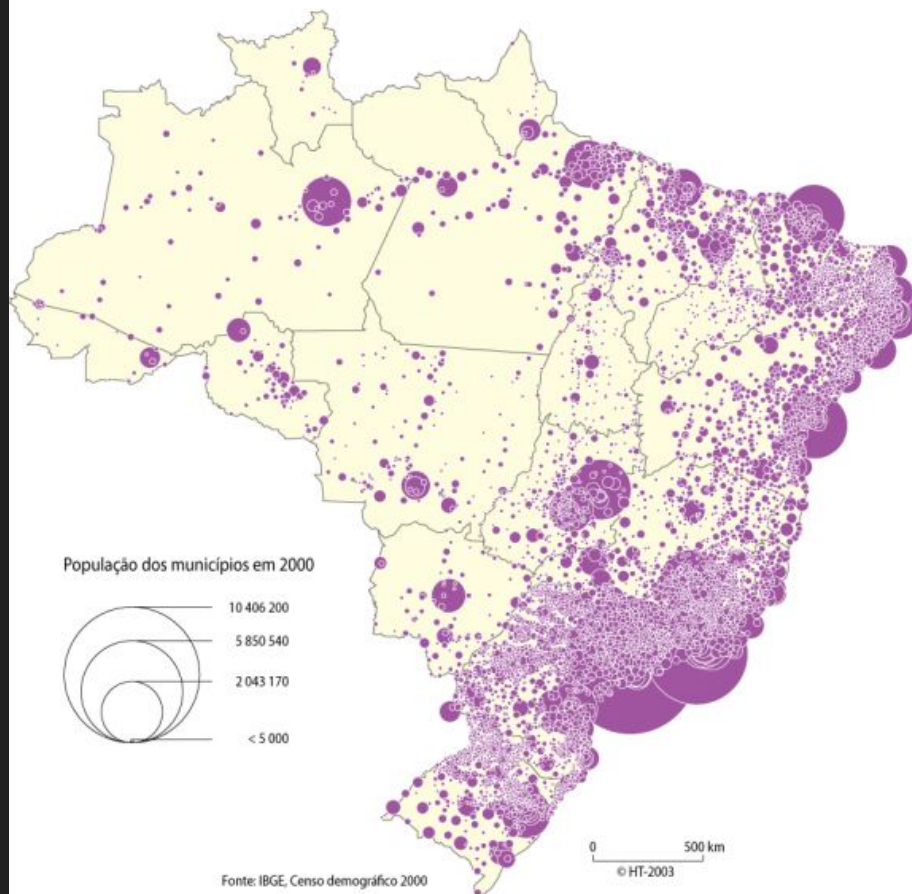 População dos municípios em 2000
10 406 200
5 850 540
2 043 170
< 5 000
0 500 km
© HT-2003
Fonte: IBGE, Censo demográfico 2000